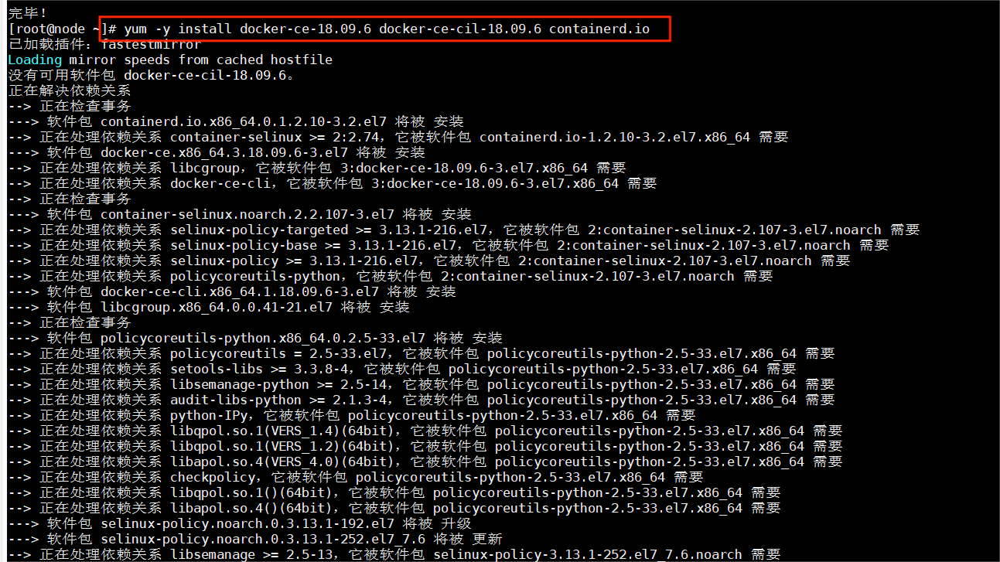 完毕！
[root@node ~]# yum -y install docker-ce-18.09.6 docker-ce-cil-18.09.6 containerd.io
已加载插件：fastestmirror
Loading mirror speeds from cached hostfile
没有可用软件包 docker-ce-cil-18.09.6。
正在解决依赖关系
--> 正在检查事务
---> 软件包 containerd.io.x86_64.0.1.2.10-3.2.el7 将被 安装
--> 正在处理依赖关系 container-selinux >= 2:2.74，它被软件包 containerd.io-1.2.10-3.2.el7.x86_64 需要
---> 软件包 docker-ce.x86_64.3.18.09.6-3.el7 将被 安装
--> 正在处理依赖关系 libcgroup，它被软件包 3:docker-ce-18.09.6-3.el7.x86_64 需要
--> 正在处理依赖关系 docker-ce-cli，它被软件包 3:docker-ce-18.09.6-3.el7.x86_64 需要
--> 正在检查事务
---> 软件包 container-selinux.noarch.2.2.107-3.el7 将被 安装
--> 正在处理依赖关系 selinux-policy-targeted >= 3.13.1-216.el7，它被软件包 2:container-selinux-2.107-3.el7.noarch 需要
--> 正在处理依赖关系 selinux-policy-base >= 3.13.1-216.el7，它被软件包 2:container-selinux-2.107-3.el7.noarch 需要
--> 正在处理依赖关系 selinux-policy >= 3.13.1-216.el7，它被软件包 2:container-selinux-2.107-3.el7.noarch 需要
--> 正在处理依赖关系 policycoreutils-python，它被软件包 2:container-selinux-2.107-3.el7.noarch 需要
---> 软件包 docker-ce-cli.x86_64.1.18.09.6-3.el7 将被 安装
---> 软件包 libcgroup.x86_64.0.0.41-21.el7 将被 安装
--> 正在检查事务
---> 软件包 policycoreutils-python.x86_64.0.2.5-33.el7 将被 安装
--> 正在处理依赖关系 policycoreutils = 2.5-33.el7，它被软件包 policycoreutils-python-2.5-33.el7.x86_64 需要
--> 正在处理依赖关系 setools-libs >= 3.3.8-4，它被软件包 policycoreutils-python-2.5-33.el7.x86_64 需要
--> 正在处理依赖关系 libsemanage-python >= 2.5-14，它被软件包 policycoreutils-python-2.5-33.el7.x86_64 需要
--> 正在处理依赖关系 audit-libs-python >= 2.1.3-4，它被软件包 policycoreutils-python-2.5-33.el7.x86_64 需要
--> 正在处理依赖关系 python-IPy，它被软件包 policycoreutils-python-2.5-33.el7.x86_64 需要
--> 正在处理依赖关系 libqpol.so.1(VERS_1.4)(64bit)，它被软件包 policycoreutils-python-2.5-33.el7.x86_64 需要
--> 正在处理依赖关系 libqpol.so.1(VERS_1.2)(64bit)，它被软件包 policycoreutils-python-2.5-33.el7.x86_64 需要
--> 正在处理依赖关系 libapol.so.4(VERS_4.0)(64bit)，它被软件包 policycoreutils-python-2.5-33.el7.x86_64 需要
--> 正在处理依赖关系 checkpolicy，它被软件包 policycoreutils-python-2.5-33.el7.x86_64 需要
--> 正在处理依赖关系 libqpol.so.1()(64bit)，它被软件包 policycoreutils-python-2.5-33.el7.x86_64 需要
--> 正在处理依赖关系 libapol.so.4()(64bit)，它被软件包 policycoreutils-python-2.5-33.el7.x86_64 需要
---> 软件包 selinux-policy.noarch.0.3.13.1-192.el7 将被 升级
---> 软件包 selinux-policy.noarch.0.3.13.1-252.el7_7.6 将被 更新
--> 正在处理依赖关系 libsemanage >= 2.5-13，它被软件包 selinux-policy-3.13.1-252.el7_7.6.noarch 需要